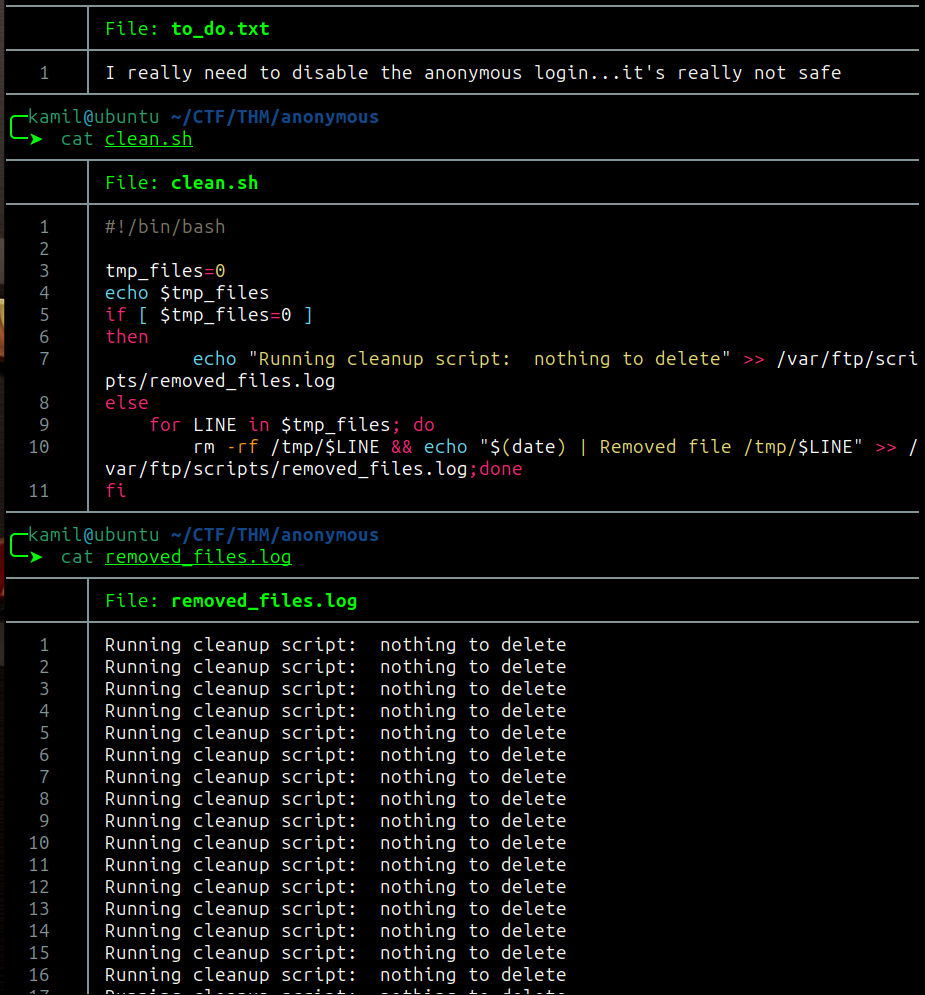 File: to_do.txt
1 I really need to disable the anonymous login...it's really not safe
kamil@ubuntu ~/CTF/THM/anonymous
cat clean.sh
File: clean.sh
1 #!/bin/bash
2
3 tmp_files=0
4 echo $tmp_files
5 if [ $tmp_files=0 ]
6 then
7         echo "Running cleanup script:  nothing to delete" >> /var/ftp/scri
pts/removed_files.log
8 else
9     for LINE in $tmp_files; do
10         rm -rf /tmp/$LINE && echo "$(date) | Removed file /tmp/$LINE" >> /
var/ftp/scripts/removed_files.log;done
11 fi
kamil@ubuntu ~/CTF/THM/anonymous
cat removed_files.log
File: removed_files.log
1 Running cleanup script:  nothing to delete
2 Running cleanup script:  nothing to delete
3 Running cleanup script:  nothing to delete
4 Running cleanup script:  nothing to delete
5 Running cleanup script:  nothing to delete
6 Running cleanup script:  nothing to delete
7 Running cleanup script:  nothing to delete
8 Running cleanup script:  nothing to delete
9 Running cleanup script:  nothing to delete
10 Running cleanup script:  nothing to delete
11 Running cleanup script:  nothing to delete
12 Running cleanup script:  nothing to delete
13 Running cleanup script:  nothing to delete
14 Running cleanup script:  nothing to delete
15 Running cleanup script:  nothing to delete
16 Running cleanup script:  nothing to delete